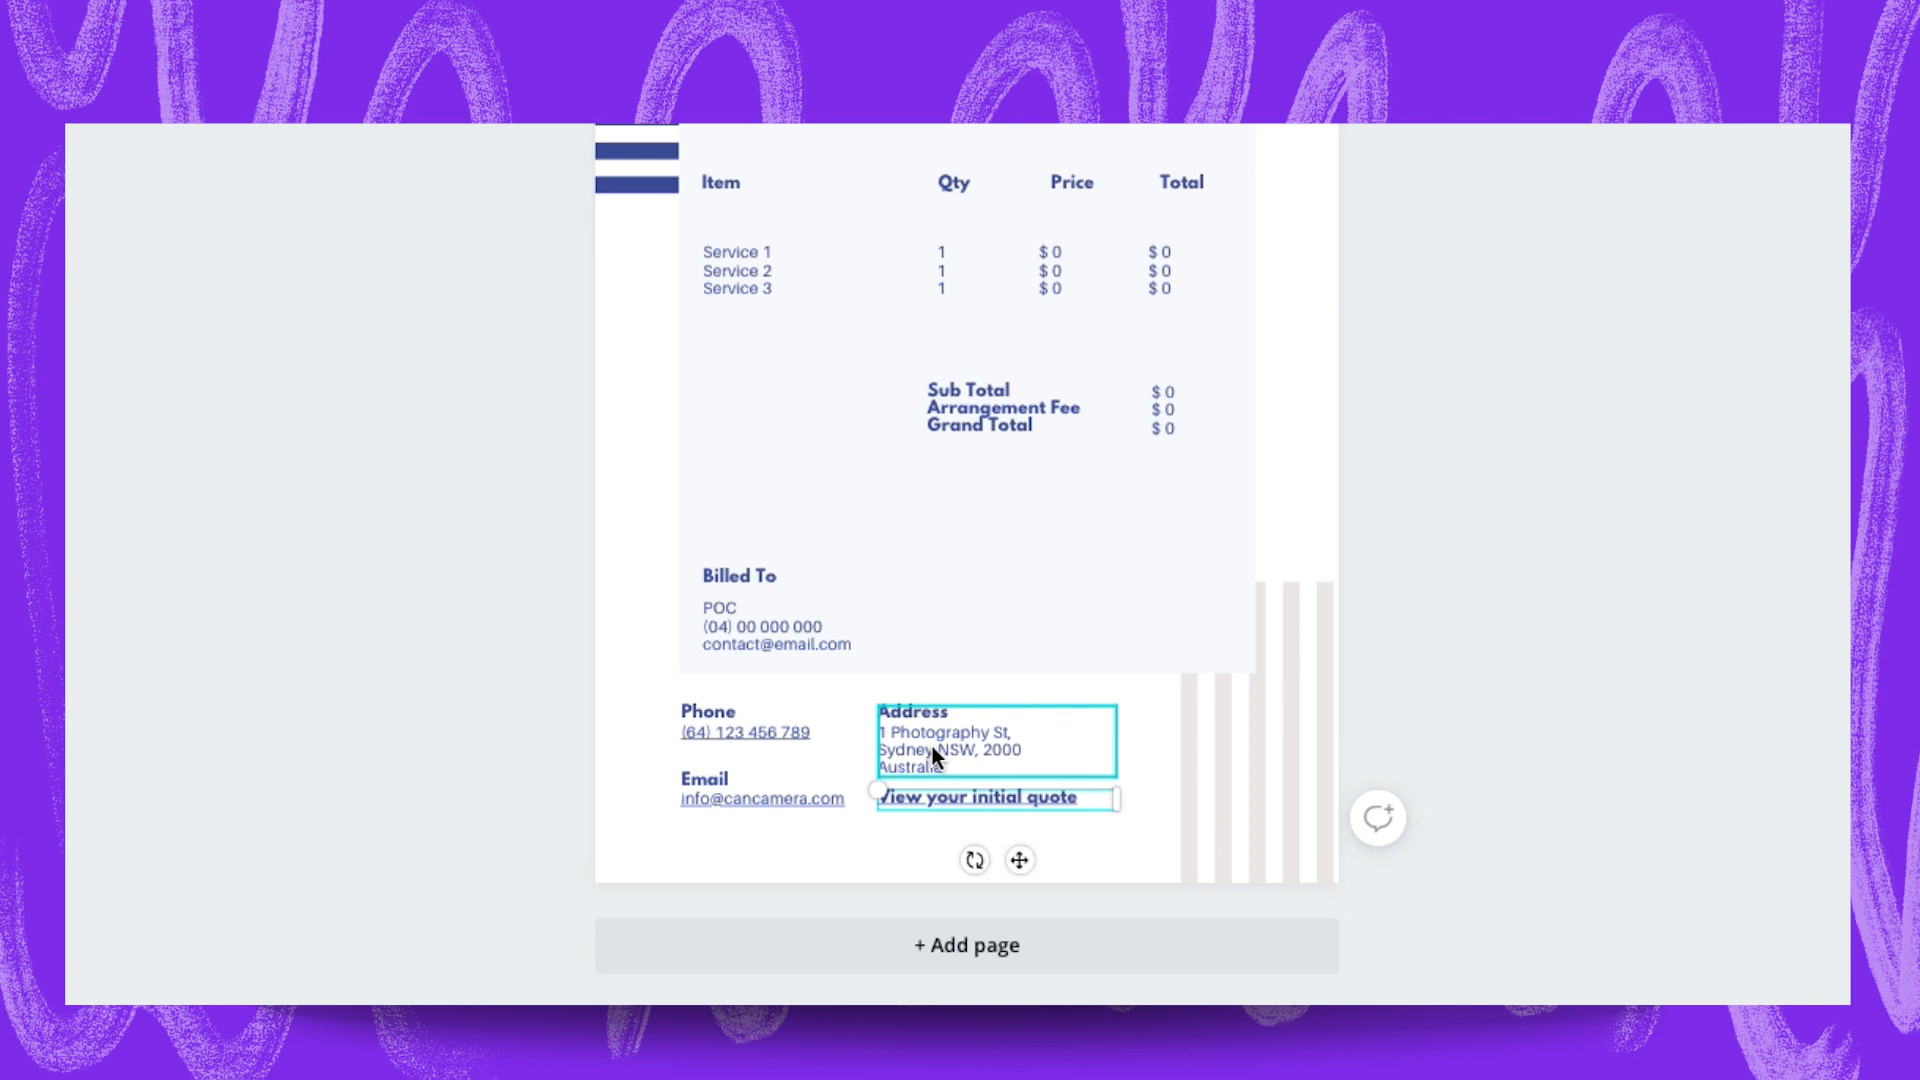 Item Qty Price Total
Service 1 1 $ 0 $ 0
Service 2 1 $ 0 $ 0
Service 3 1 $ 0 $ 0
Sub Total $ 0
Arrangement Fee $ 0
Grand Total $ 0
Billed To
POC
(04) 00 000 000
contact@email.com
Phone
(64) 123 456 789
Email
info@cancamera.com
Address
1 Photography St,
Sydney NSW, 2000
Australia
View your initial quote
+ Add page